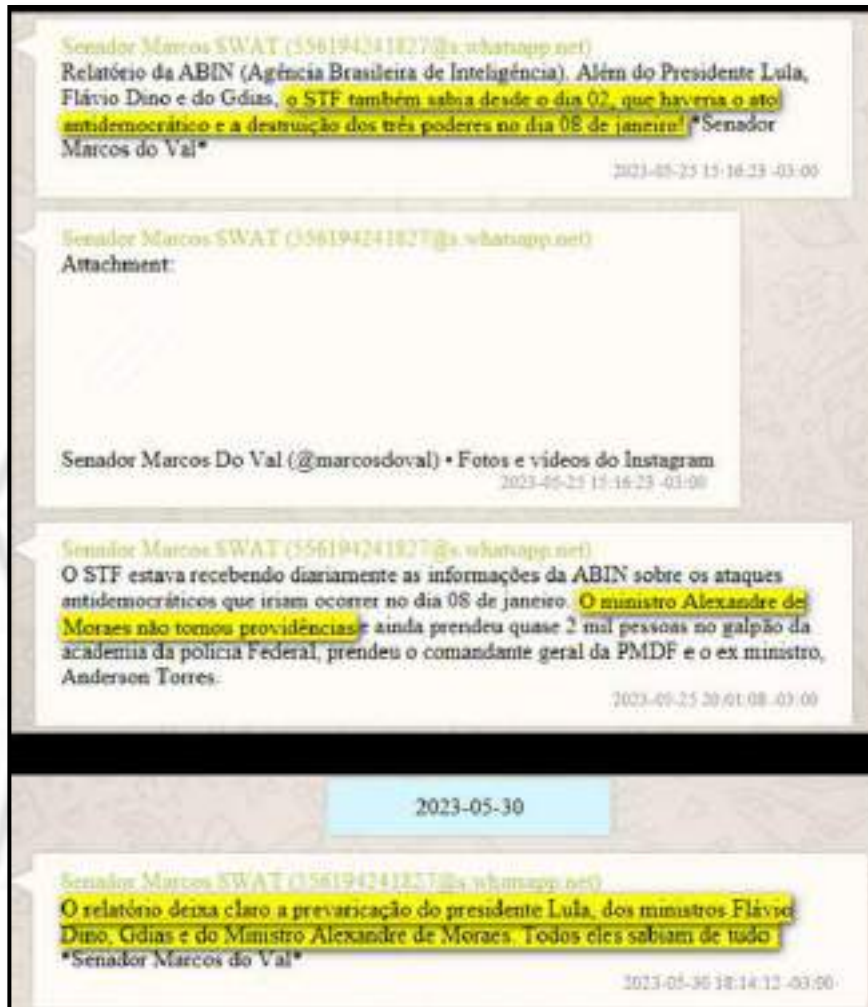 Senador Marcos SWAT (556194241827@s.whatsapp.net)
Relatório da ABIN (Agência Brasileira de Inteligência). Além do Presidente Lula,
Flávio Dino e do Gdias, o STF também sabia desde o dia 02, que haveria o ato
antidemocrático e a destruição dos três poderes no dia 08 de janeiro! *Senador
Marcos do Val*
2023-05-25 15:16:23 -03:00
Senador Marcos SWAT (556194241827@s.whatsapp.net)
Attachment:
Senador Marcos Do Val (@marcosdoval) • Fotos e vídeos do Instagram
2023-05-25 15:16:23 -03:00
Senador Marcos SWAT (556194241827@s.whatsapp.net)
O STF estava recebendo diariamente as informações da ABIN sobre os ataques
antidemocráticos que iriam ocorrer no dia 08 de janeiro. O ministro Alexandre de
Moraes não tomou providências e ainda prendeu quase 2 mil pessoas no galpão da
academia da polícia Federal, prendeu o comandante geral da PMDF e o ex ministro,
Anderson Torres.
2023-05-25 20:01:08 -03:00
2023-05-30
Senador Marcos SWAT (556194241827@s.whatsapp.net)
O relatório deixa claro a prevaricação do presidente Lula, dos ministros Flávio
Dino, Gdias e do Ministro Alexandre de Moraes. Todos eles sabiam de tudo
*Senador Marcos do Val*
2023-05-30 18:14:12 -03:00